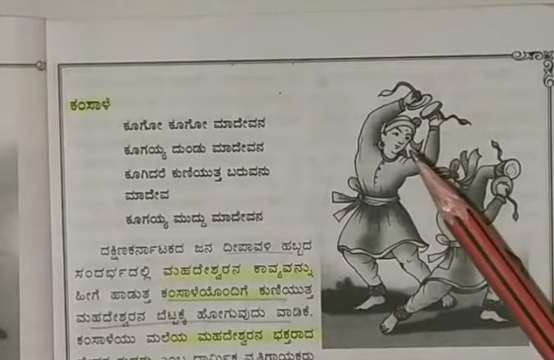 ಕಂಸಾಳೆ
ಕೂಗೋ ಕೂಗೋ ಮಾದೇವನ
ಕೂಗಯ್ಯ ದುಂಡು ಮಾದೇವನ
ಕೂಗಿದರೆ ಕುಣಿಯುತ್ತ ಬರುವನು
ಮಾದೇವ
ಕೂಗಯ್ಯ ಮುದ್ದು ಮಾದೇವನ
ದಕ್ಷಿಣಕರ್ನಾಟಕದ ಜನ ದೀಪಾವಳಿ ಹಬ್ಬದ
ಸಂದರ್ಭದಲ್ಲಿ ಮಹದೇಶ್ವರನ ಕಾವ್ಯವನ್ನು
ಹೀಗೆ ಹಾಡುತ್ತ ಕಂಸಾಳೆಯೊಂದಿಗೆ ಕುಣಿಯುತ್ತ
ಮಹದೇಶ್ವರನ ಬೆಟ್ಟಕ್ಕೆ ಹೋಗುವುದು ವಾಡಿಕೆ.
ಕಂಸಾಳೆಯು ಮಲೆಯ ಮಹದೇಶ್ವರನ ಭಕ್ತರಾದ